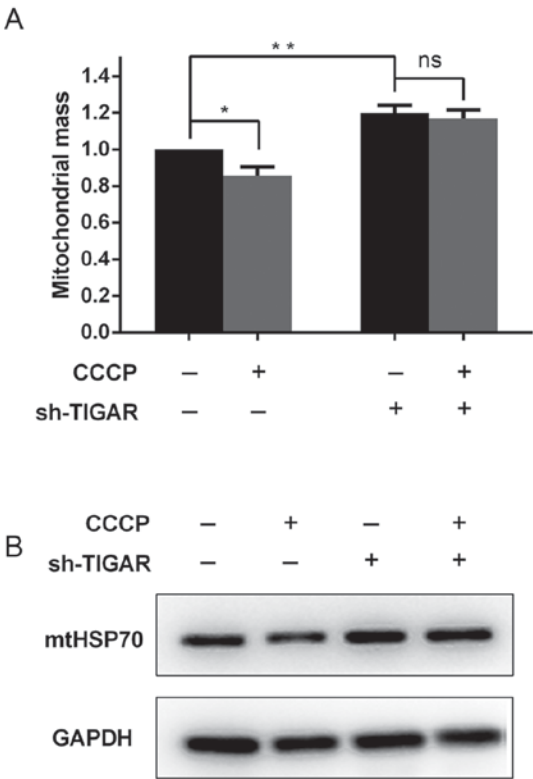 A
* *
ns
*
Mitochondrial mass
1.4
1.2
1.0
0.8
0.6
0.4
0.2
0.0
CCCP – + – +
sh-TIGAR – – + +
B
CCCP – + – +
sh-TIGAR – – + +
mtHSP70
GAPDH